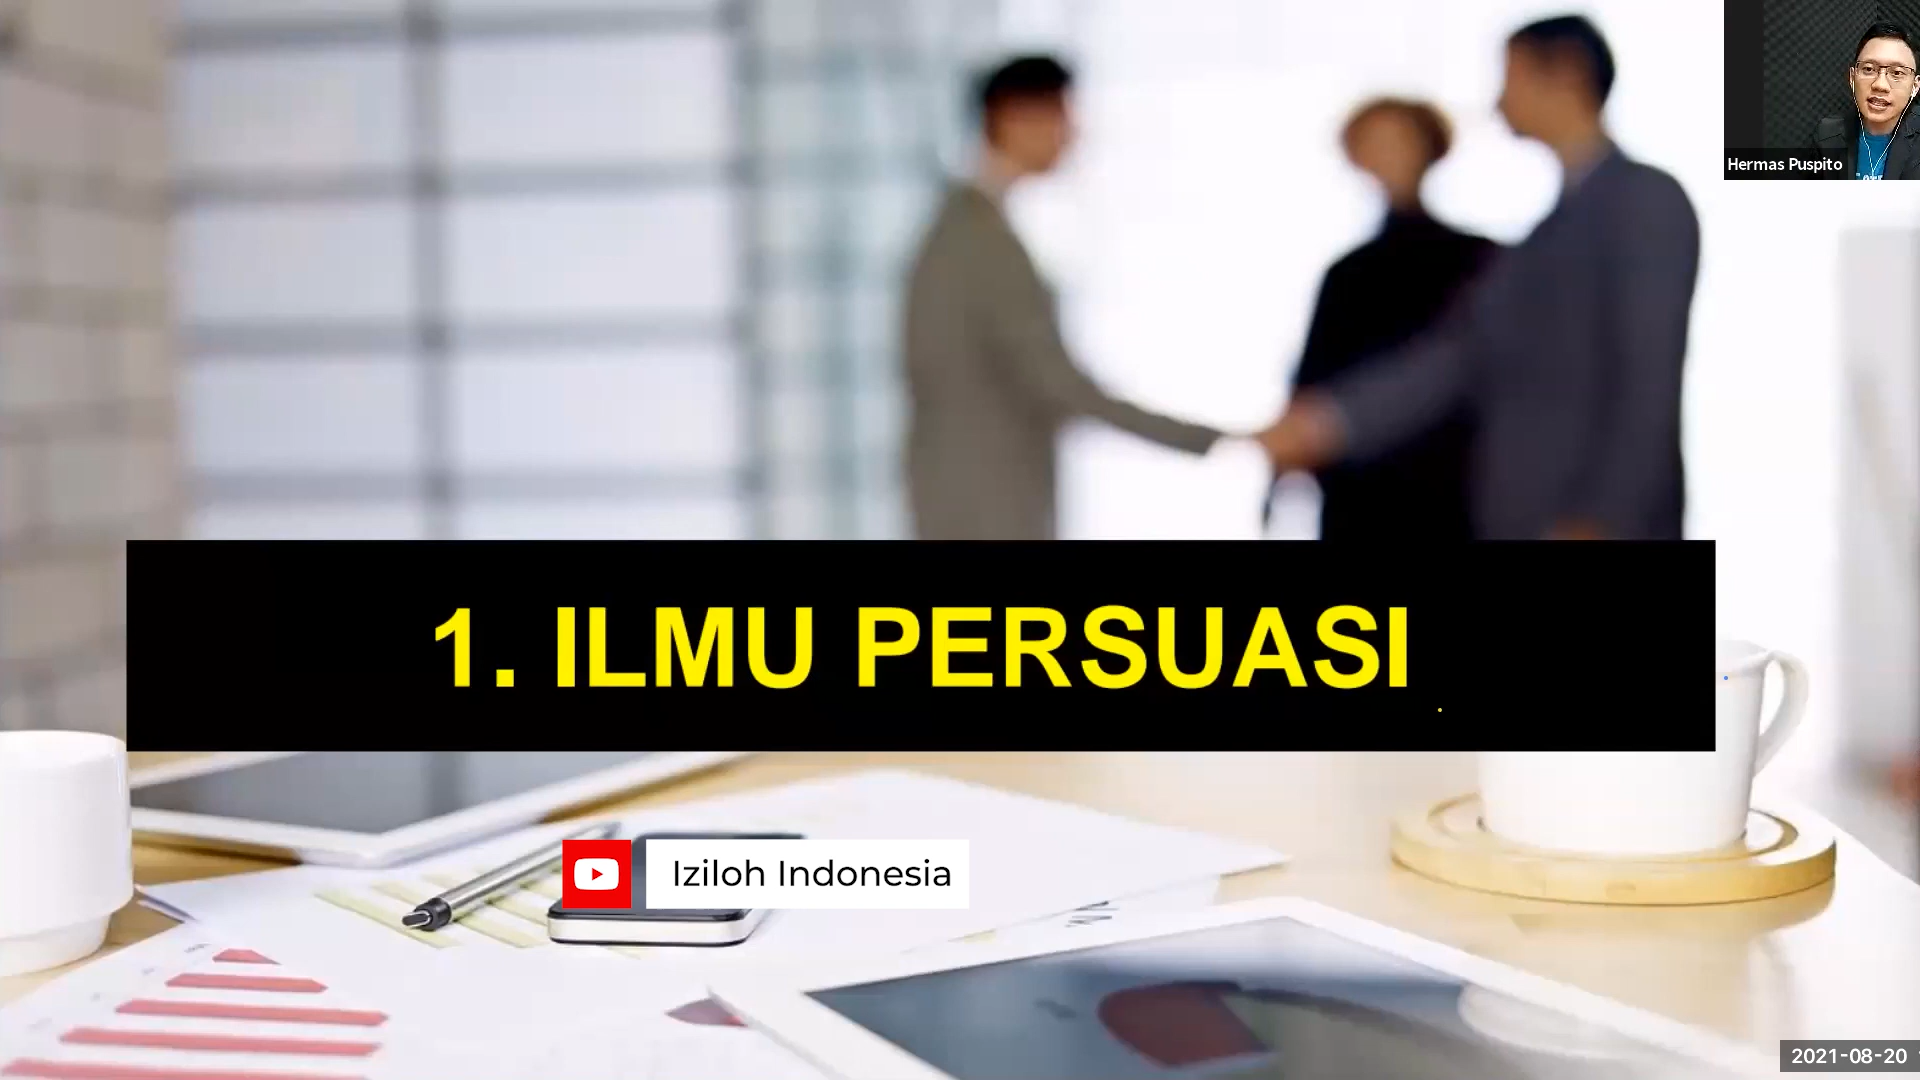 Hermas Puspito
1. ILMU PERSUASI
Iziloh Indonesia
2021-08-20